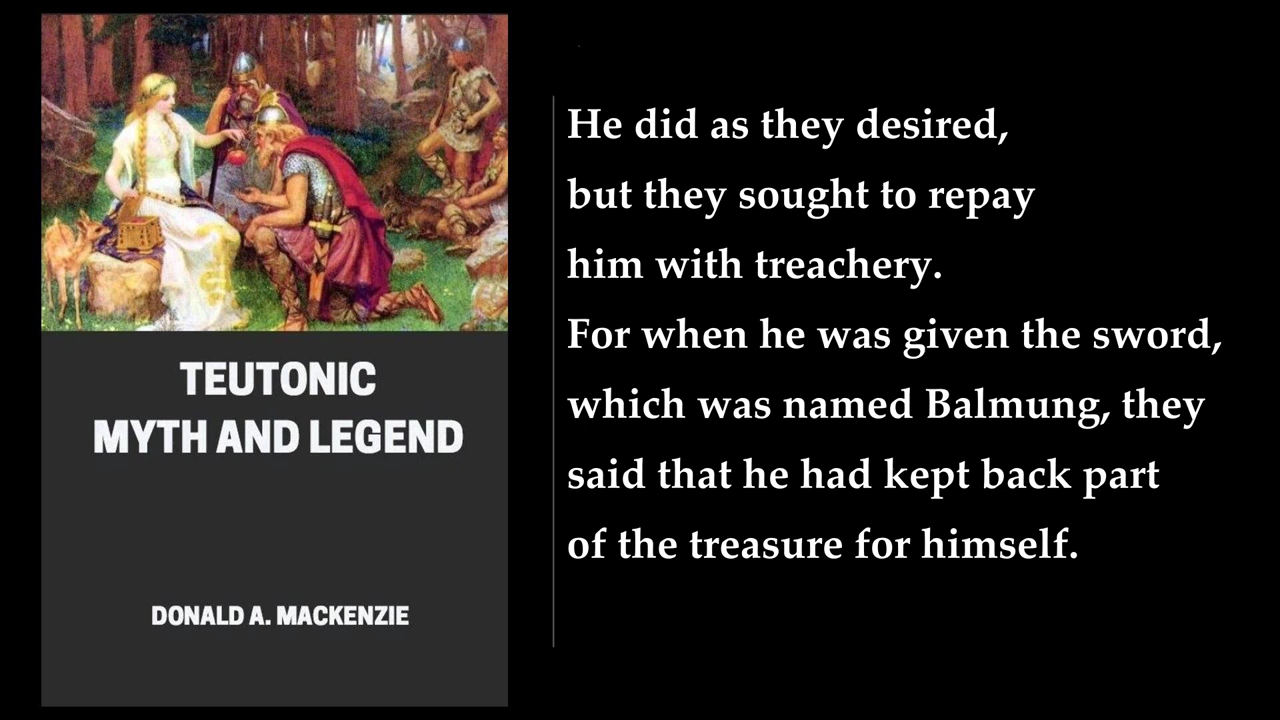 TEUTONIC
MYTH AND LEGEND
DONALD A. MACKENZIE
He did as they desired,
but they sought to repay
him with treachery.
For when he was given the sword,
which was named Balmung, they
said that he had kept back part
of the treasure for himself.